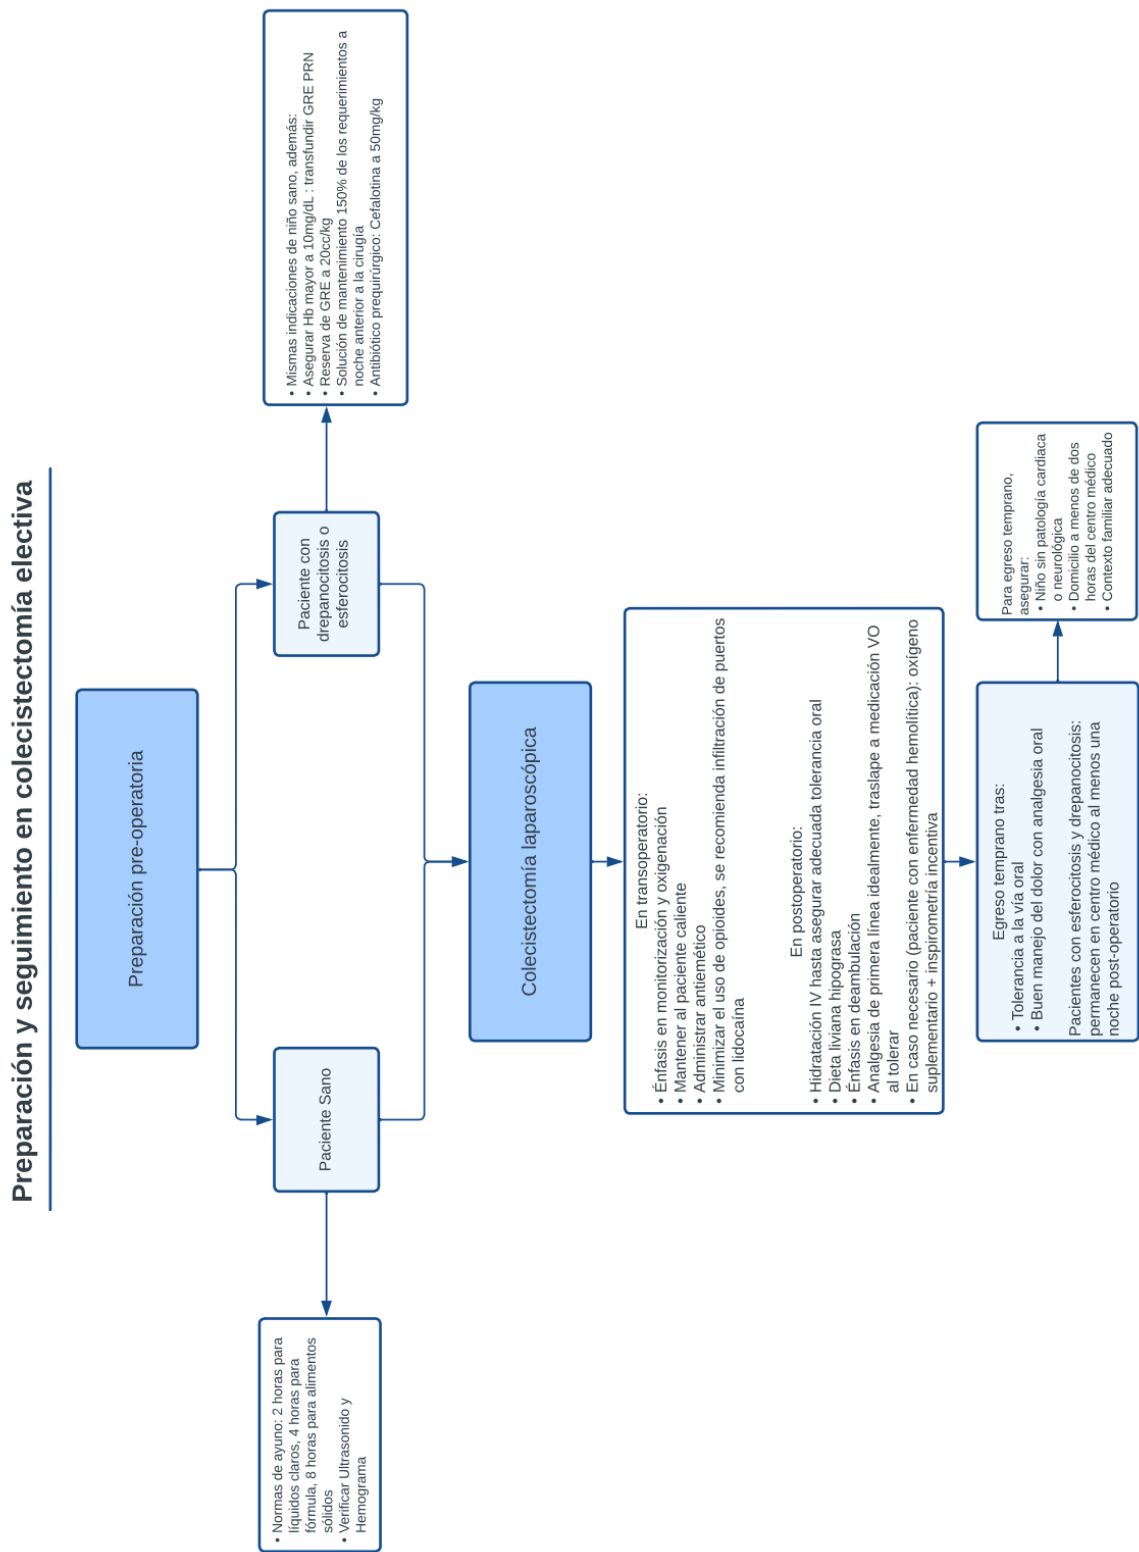 Preparación y seguimiento en colecistectomía electiva
Preparación pre-operatoria
Paciente Sano
Paciente con
drepanocitosis o
esferocitosis
• Normas de ayuno: 2 horas para
líquidos claros, 4 horas para
fórmula, 8 horas para alimentos
sólidos
• Verificar Ultrasonido y
Hemograma
• Mismas indicaciones de niño sano, además:
• Asegurar Hb mayor a 10mg/dL : transfundir GRE PRN
• Reserva de GRE a 20cc/kg
• Solución de mantenimiento 150% de los requerimientos a
noche anterior a la cirugía
• Antibiótico prequirúrgico: Cefalotina a 50mg/kg
Colecistectomía laparoscópica
En transoperatorio:
• Énfasis en monitorización y oxigenación
• Mantener al paciente caliente
• Administrar antiemético
• Minimizar el uso de opioides, se recomienda infiltración de puertos
con lidocaína
En postoperatorio:
• Hidratación IV hasta asegurar adecuada tolerancia oral
• Dieta liviana hipograsa
• Énfasis en deambulación
• Analgesia de primera línea idealmente, traslape a medicación VO
al tolerar
• En caso necesario (paciente con enfermedad hemolítica): oxígeno
suplementario + inspirometría incentiva
Egreso temprano tras:
• Tolerancia a la vía oral
• Buen manejo del dolor con analgesia oral
Pacientes con esferocitosis y drepanocitosis:
permanecen en centro médico al menos una
noche post-operatorio
Para egreso temprano,
asegurar:
• Niño sin patología cardiaca
o neurológica
• Domicilio a menos de dos
horas del centro médico
• Contexto familiar adecuado